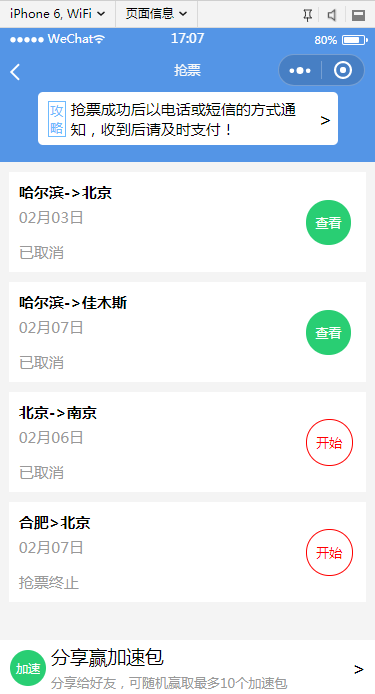 iPhone 6, WiFi 页面信息
WeChat 17:07 80%
抢票
攻略
抢票成功后以电话或短信的方式通
知，收到后请及时支付！ >
哈尔滨->北京
02月03日
查看
已取消
哈尔滨->佳木斯
02月07日
查看
已取消
北京->南京
02月06日
开始
已取消
合肥>北京
02月07日
开始
抢票终止
加速
分享赢加速包
分享给好友，可随机赢取最多10个加速包
>